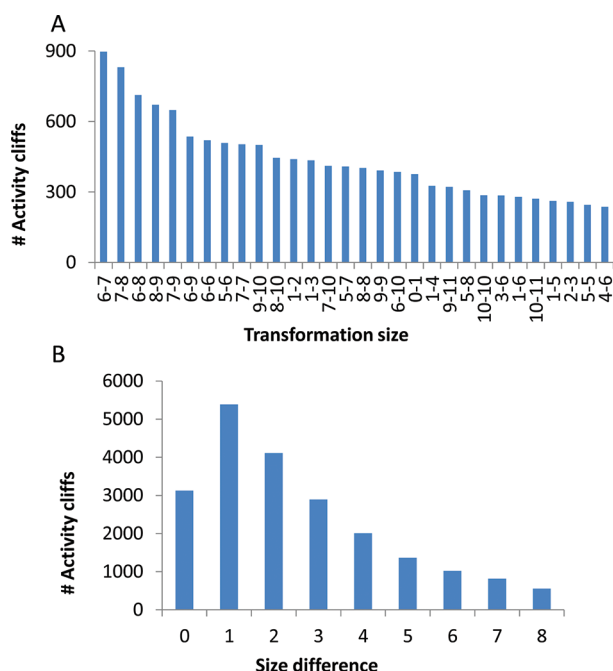 A
900
600
300
0
# Activity cliffs
6-7 7-8 6-8 8-9 7-9 6-9 6-6 5-6 7-7 9-10 8-10 1-2 1-3 7-10 5-7 8-8 9-9 6-10 0-1 1-4 9-11 5-8 10-10 3-6 1-6 10-11 1-5 2-3 5-5 4-6
Transformation size
B
6000
5000
4000
3000
2000
1000
0
# Activity cliffs
0 1 2 3 4 5 6 7 8
Size difference